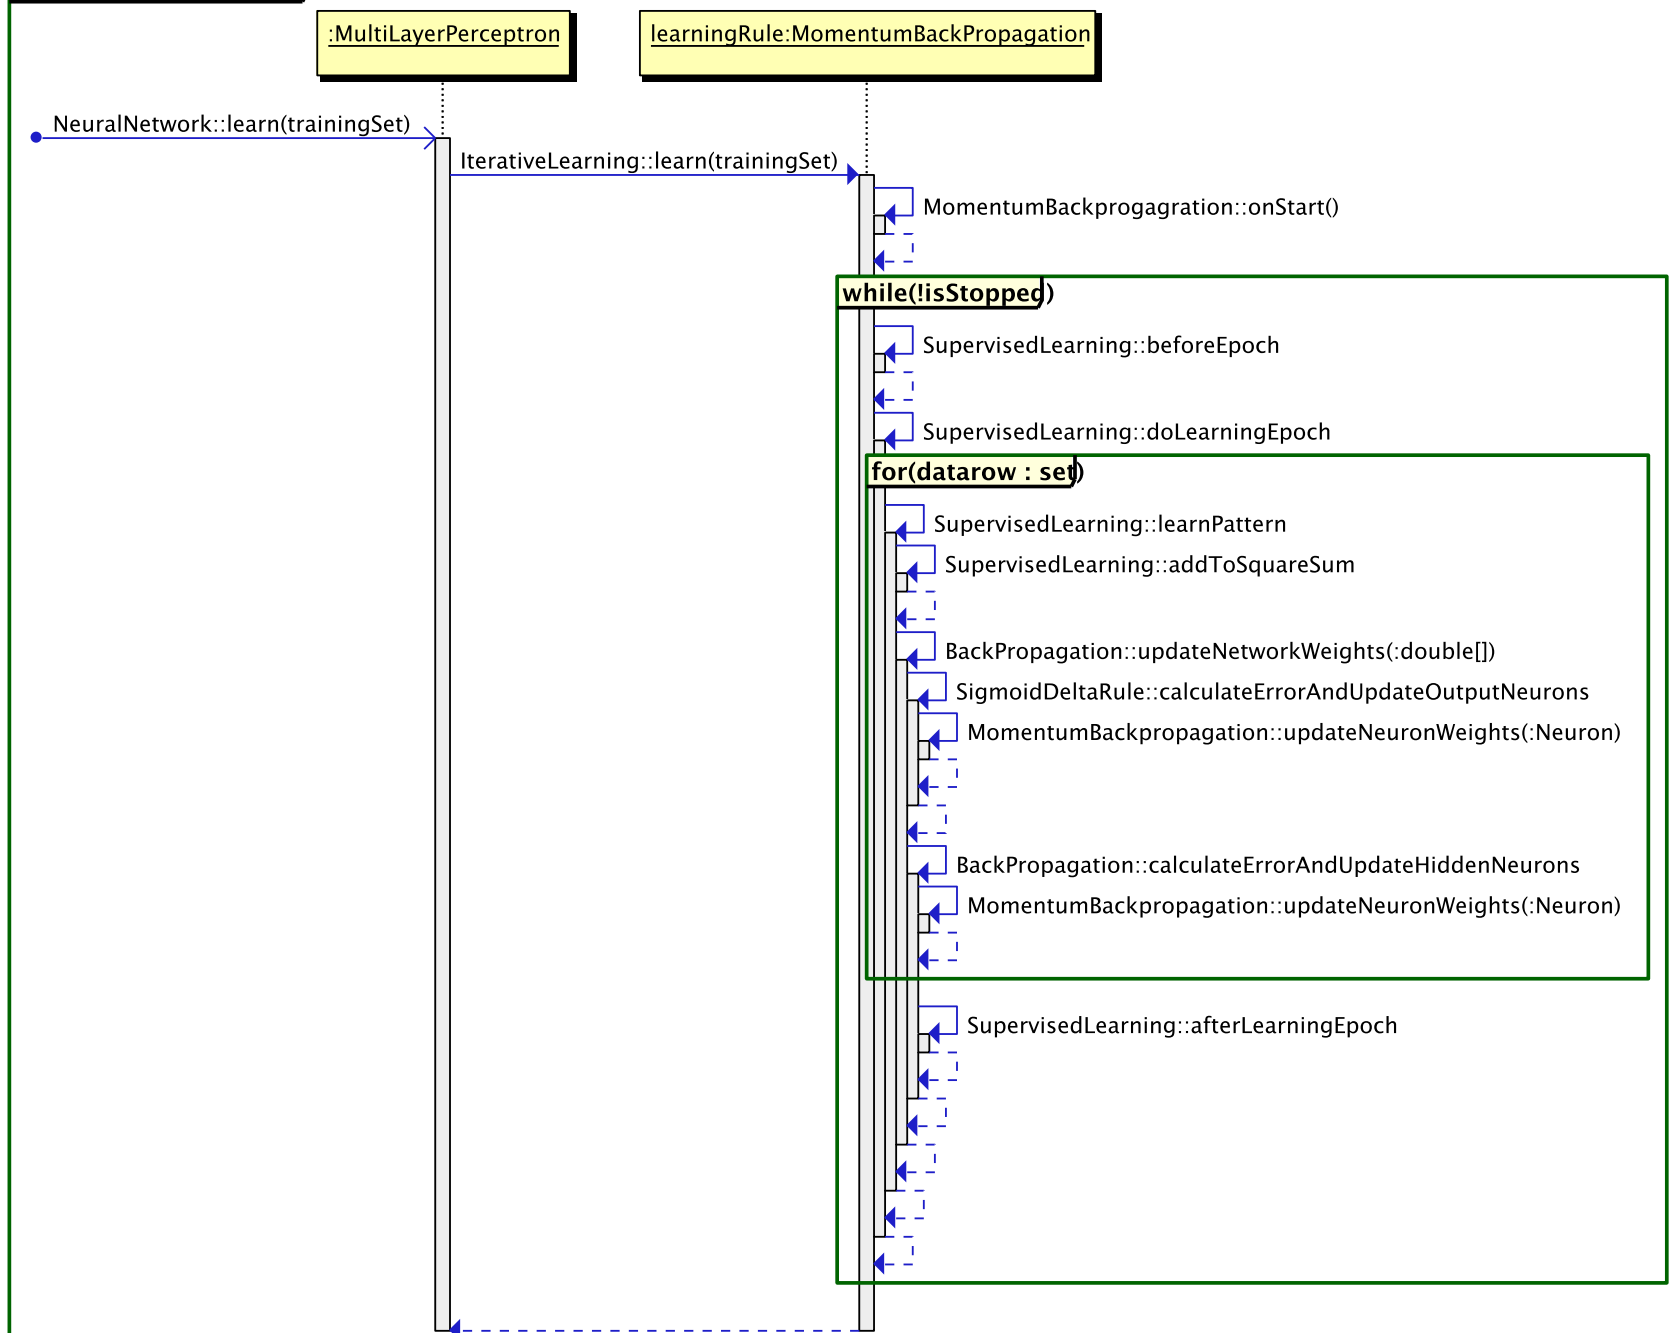 :MultiLayerPerceptron
learningRule:MomentumBackPropagation
NeuralNetwork::learn(trainingSet)
IterativeLearning::learn(trainingSet)
MomentumBackprogagration::onStart()
while(!isStopped)
SupervisedLearning::beforeEpoch
SupervisedLearning::doLearningEpoch
for(datarow : set)
SupervisedLearning::learnPattern
SupervisedLearning::addToSquareSum
BackPropagation::updateNetworkWeights(:double[])
SigmoidDeltaRule::calculateErrorAndUpdateOutputNeurons
MomentumBackpropagation::updateNeuronWeights(:Neuron)
BackPropagation::calculateErrorAndUpdateHiddenNeurons
MomentumBackpropagation::updateNeuronWeights(:Neuron)
SupervisedLearning::afterLearningEpoch